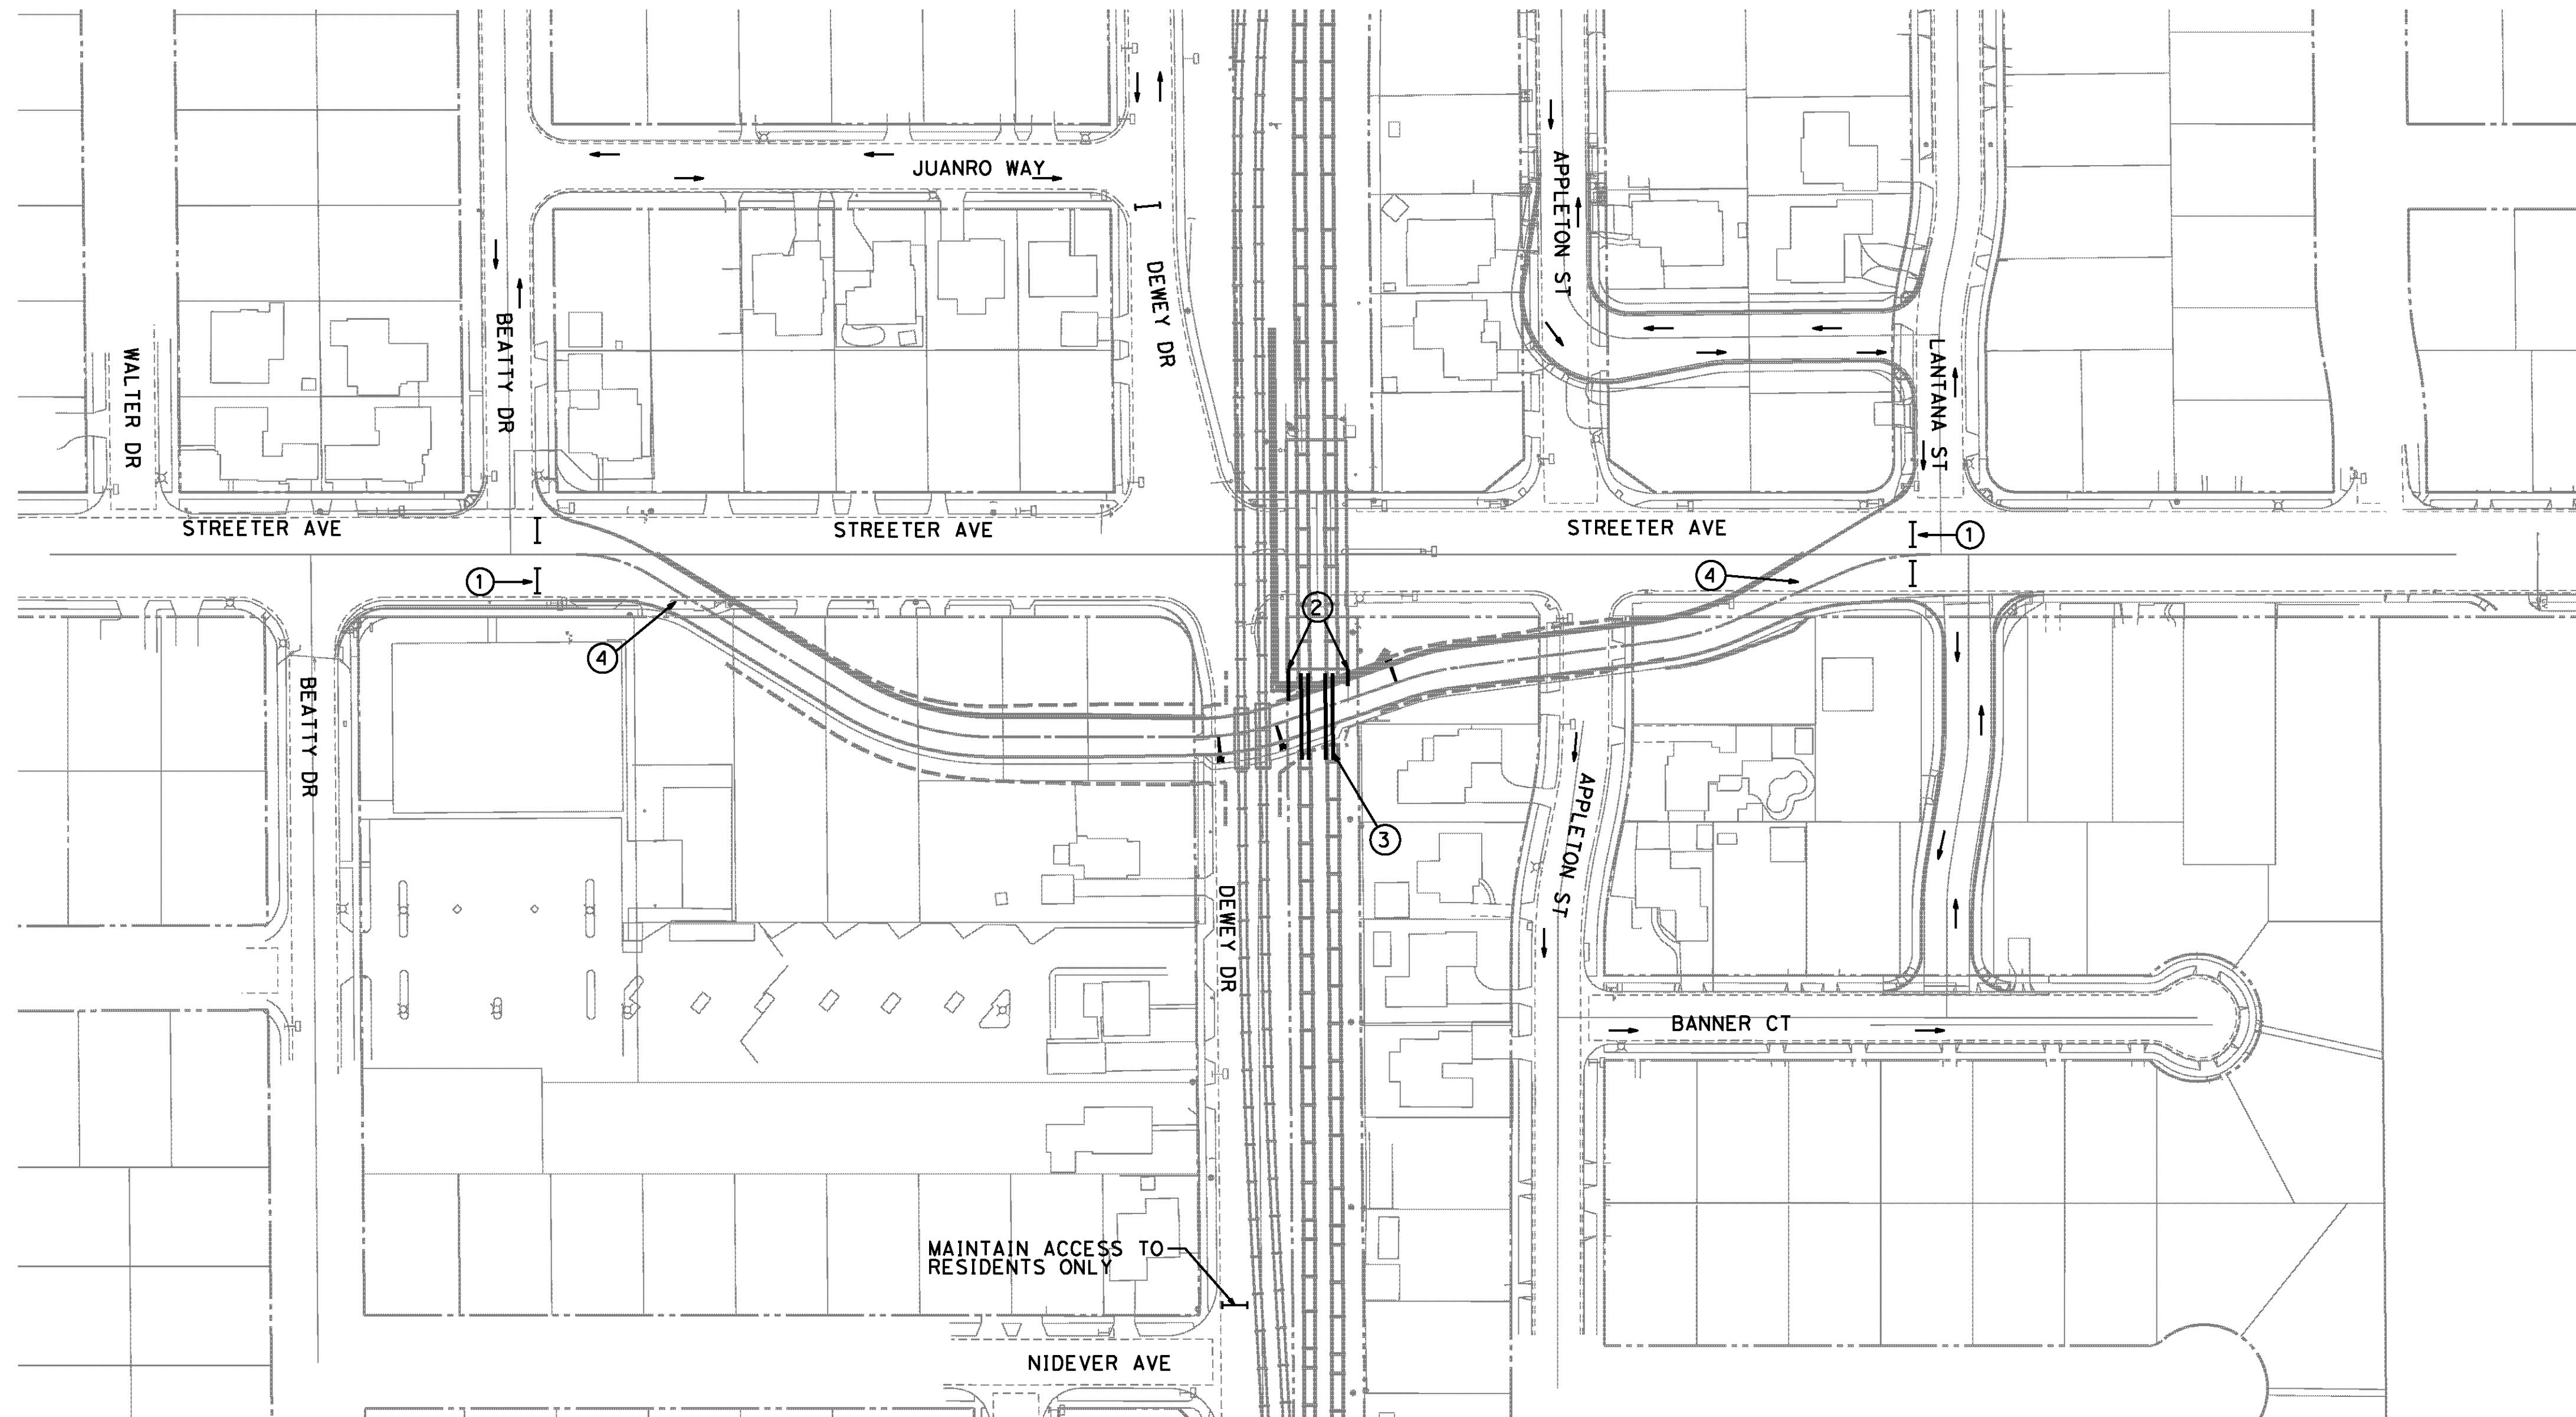 JUANRO WAY
APPLETON ST
DEWEY DR
BEATTY DR
WALTER DR
LANTANA ST
STREETER AVE
STREETER AVE
STREETER AVE
1
1
4
2
4
BEATTY DR
3
APPLETON ST
DEWEY DR
BANNER CT
MAINTAIN ACCESS TO
RESIDENTS ONLY
NIDEVER AVE